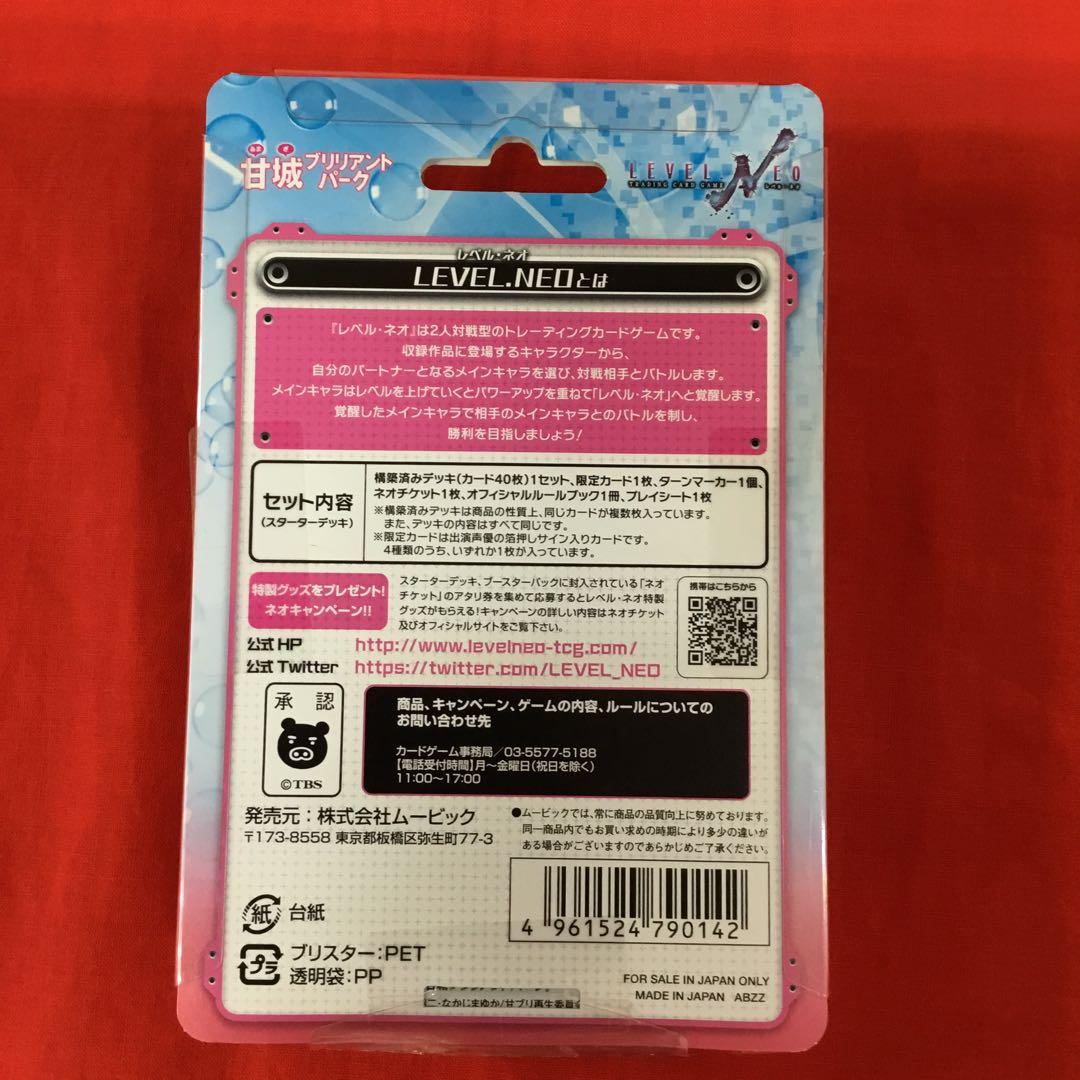 あま ぎ
甘城ブリリアント
パーク
LEVEL NEO
TRADING CARD GAME レベル・ネオ
レベル・ネオ
LEVEL.NEOとは
『レベル・ネオ』は2人対戦型のトレーディングカードゲームです。
収録作品に登場するキャラクターから、
自分のパートナーとなるメインキャラを選び、対戦相手とバトルします。
メインキャラはレベルを上げていくとパワーアップを重ねて「レベル・ネオ」へと覚醒します。
覚醒したメインキャラで相手のメインキャラとのバトルを制し、
勝利を目指しましょう!
セット内容
(スターターデッキ)
構築済みデッキ(カード40枚)1セット、限定カード1枚、ターンマーカー1個、
ネオチケット1枚、オフィシャルルールブック1冊、プレイシート1枚
※構築済みデッキは商品の性質上、同じカードが複数枚入っています。
また、デッキの内容はすべて同じです。
※限定カードは出演声優の箔押しサイン入りカードです。
4種類のうち、いずれか1枚が入っています。
特製グッズをプレゼント!
ネオキャンペーン!!
スターターデッキ、ブースターパックに封入されている「ネオ
チケット」のアタリ券を集めて応募するとレベル・ネオ特製
グッズがもらえる!キャンペーンの詳しい内容はネオチケット
及びオフィシャルサイトをご覧下さい。
携帯はこちらから
公式HP http://www.levelneo-tcg.com/
公式Twitter https://twitter.com/LEVEL_NEO
承 認
©TBS
商品、キャンペーン、ゲームの内容、ルールについての
お問い合わせ先
カードゲーム事務局/03-5577-5188
【電話受付時間】月〜金曜日(祝日を除く)
11:00〜17:00
発売元:株式会社ムービック
〒173-8558 東京都板橋区弥生町77-3
●ムービックでは、常に商品の品質向上に努めております。
同一商品内でもお買い求めの時期により多少の違いが
ある場合がございますのであらかじめご了承ください。
紙 台紙
プラ ブリスター:PET
透明袋:PP
4 961524 790142
FOR SALE IN JAPAN ONLY
MADE IN JAPAN ABZZ
二・なかじまゆか/甘ブリ再生委員会